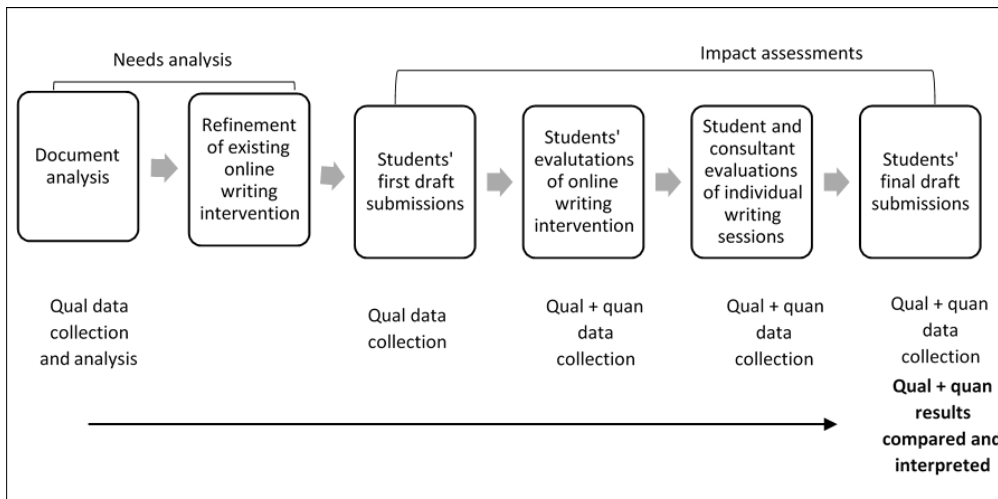 Needs analysis
Impact assessments
Document
analysis
Refinement
of existing
online
writing
intervention
Students'
first draft
submissions
Students'
evalutations
of online
writing
intervention
Student and
consultant
evaluations
of individual
writing
sessions
Students'
final draft
submissions
Qual data
collection
and analysis
Qual data
collection
Qual + quan
data
collection
Qual + quan
data
collection
Qual + quan
data
collection
Qual + quan
results
compared and
interpreted